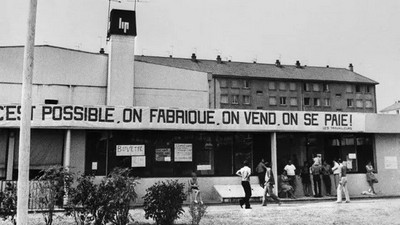 lip
C'EST POSSIBLE. ON FABRIQUE. ON VEND. ON SE PAIE!
LES TRAVAILLEURS
BUVETTE